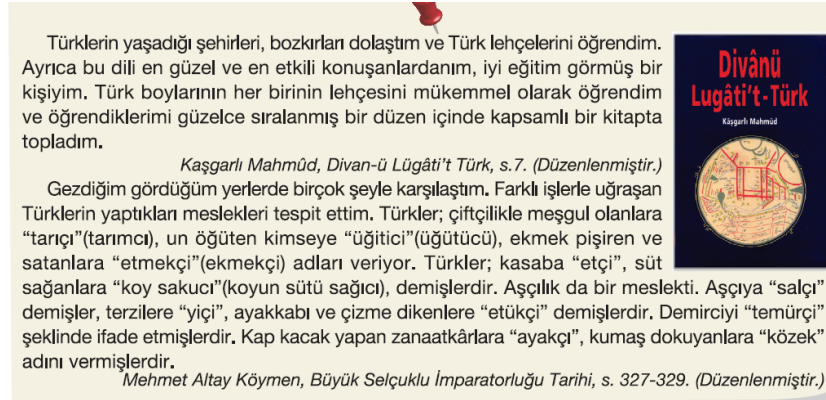 Türklerin yaşadığı şehirleri, bozkırları dolaştım ve Türk lehçelerini öğrendim.
Ayrıca bu dili en güzel ve en etkili konuşanlardanım, iyi eğitim görmüş bir
kişiyim. Türk boylarının her birinin lehçesini mükemmel olarak öğrendim
ve öğrendiklerimi güzelce sıralanmış bir düzen içinde kapsamlı bir kitapta
topladım.
Kaşgarlı Mahmûd, Divan-ü Lügâti’t Türk, s.7. (Düzenlenmiştir.)
Gezdiğim gördüğüm yerlerde birçok şeyle karşılaştım. Farklı işlerle uğraşan
Türklerin yaptıkları meslekleri tespit ettim. Türkler; çiftçilikle meşgul olanlara
“tarıçı”(tarımcı), un öğüten kimseye “üğitici”(üğütücü), ekmek pişiren ve
satanlara “etmekçi”(ekmekçi) adları veriyor. Türkler; kasaba “etçi”, süt
sağanlara “koy sakucı”(koyun sütü sağıcı), demişlerdir. Aşçılık da bir meslekti. Aşçıya “salçı”
demişler, terzilere “yiçi”, ayakkabı ve çizme dikenlere “etükçi” demişlerdir. Demirciyi “temürçi”
şeklinde ifade etmişlerdir. Kap kacak yapan zanaatkârlara “ayakçı”, kumaş dokuyanlara “közek”
adını vermişlerdir.
Mehmet Altay Köymen, Büyük Selçuklu İmparatorluğu Tarihi, s. 327-329. (Düzenlenmiştir.)
Divânü
Lugâti’t-Türk
Kâşgarlı Mahmûd